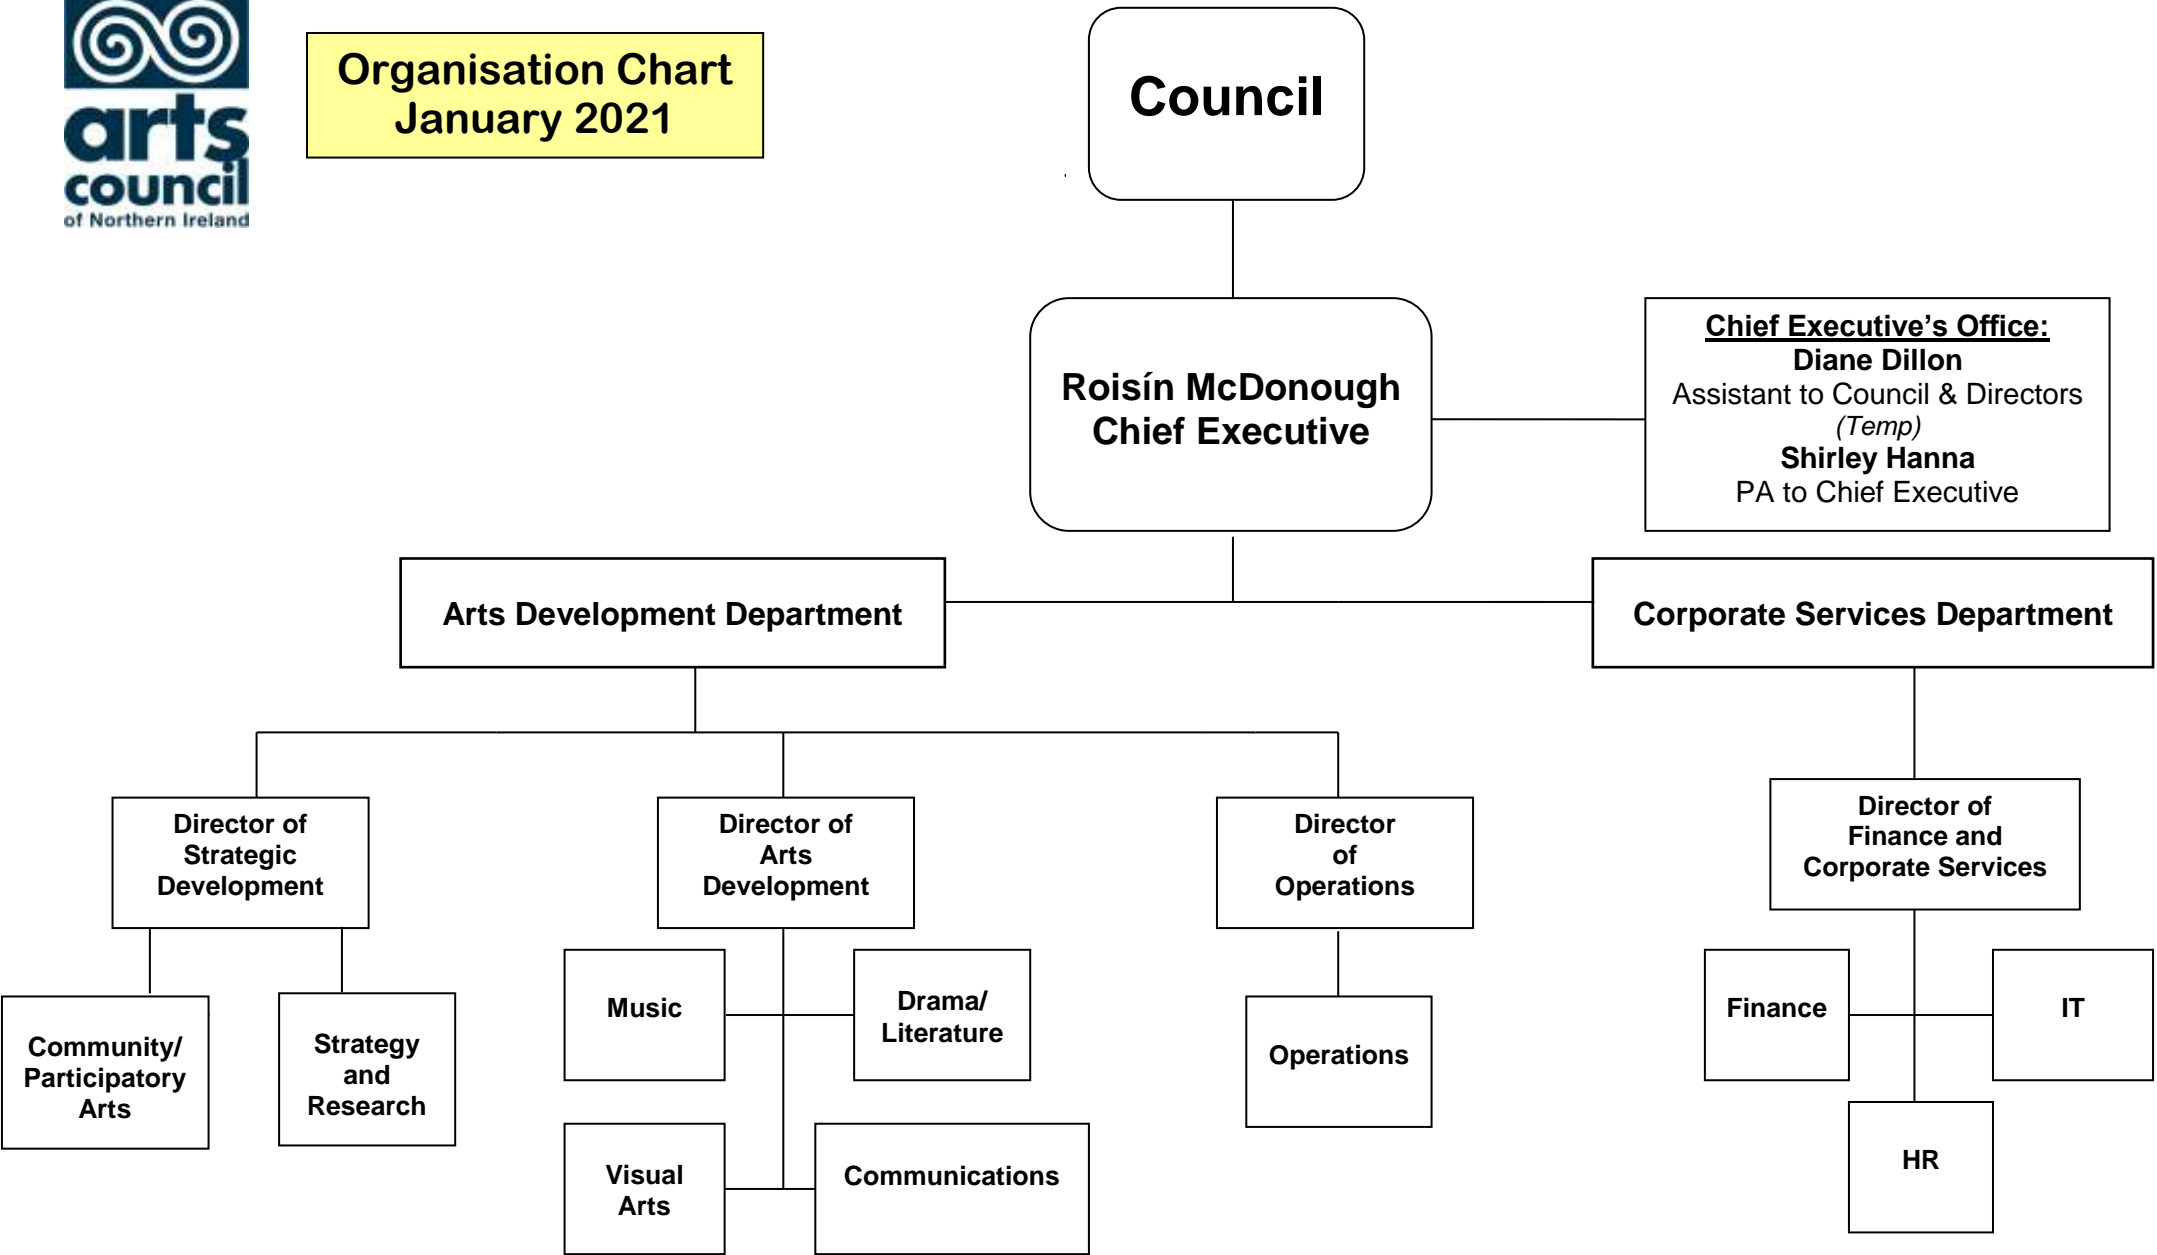 arts
council
of Northern Ireland
Organisation Chart
January 2021
Council
Roisín McDonough
Chief Executive
Chief Executive’s Office:
Diane Dillon
Assistant to Council & Directors
(Temp)
Shirley Hanna
PA to Chief Executive
Arts Development Department
Corporate Services Department
Director of
Strategic
Development
Director of
Arts
Development
Director
of
Operations
Director of
Finance and
Corporate Services
Community/
Participatory
Arts
Strategy
and
Research
Music
Drama/
Literature
Visual
Arts
Communications
Operations
Finance
IT
HR